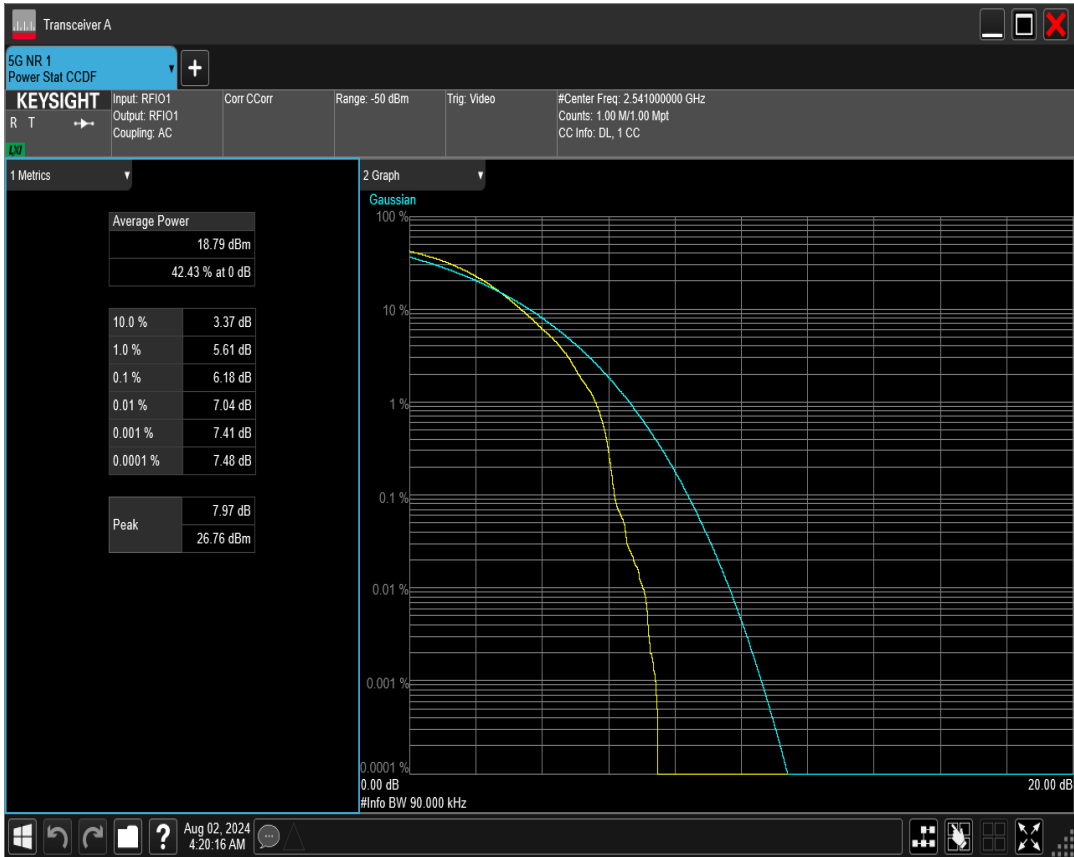 Transceiver A
5G NR 1
Power Stat CCDF
+
KEYSIGHT
R T
LXI
Input: RFIO1
Output: RFIO1
Coupling: AC
Corr CCorr
Range: -50 dBm
Trig: Video
#Center Freq: 2.541000000 GHz
Counts: 1.00 M/1.00 Mpt
CC Info: DL, 1 CC
1 Metrics
Average Power
18.79 dBm
42.43 % at 0 dB
10.0 % 3.37 dB
1.0 % 5.61 dB
0.1 % 6.18 dB
0.01 % 7.04 dB
0.001 % 7.41 dB
0.0001 % 7.48 dB
Peak 7.97 dB
26.76 dBm
2 Graph
Gaussian
100 %
10 %
1 %
0.1 %
0.01 %
0.001 %
0.0001 %
0.00 dB 20.00 dB
#Info BW 90.000 kHz
? Aug 02, 2024
4:20:16 AM